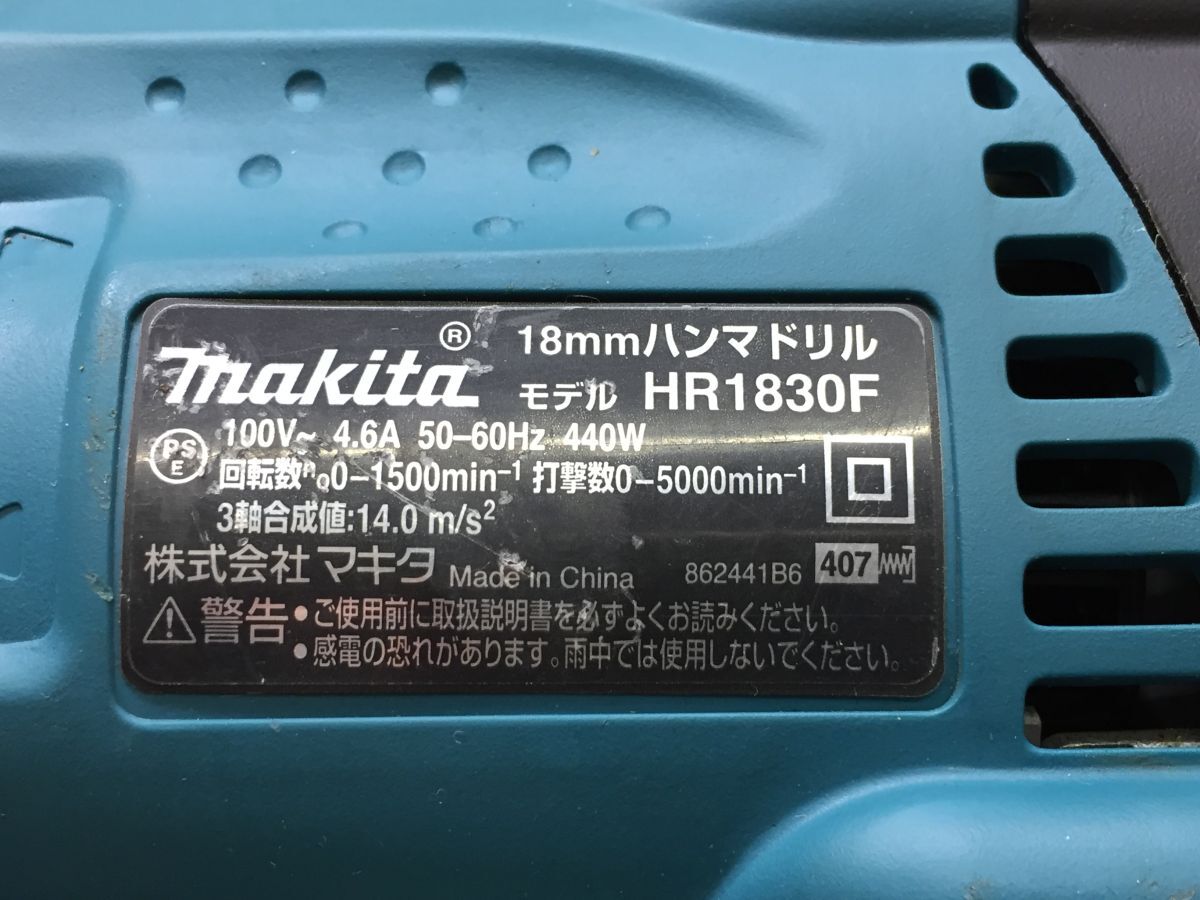 makita® 18mmハンマドリル
モデル HR1830F
PSE 100V~ 4.6A 50-60Hz 440W
回転数n₀0-1500min⁻¹ 打撃数0-5000min⁻¹
3軸合成値:14.0 m/s²
株式会社マキタ Made in China 862441B6 407
⚠警告 •ご使用前に取扱説明書を必ずよくお読みください。
•感電の恐れがあります。雨中では使用しないでください。